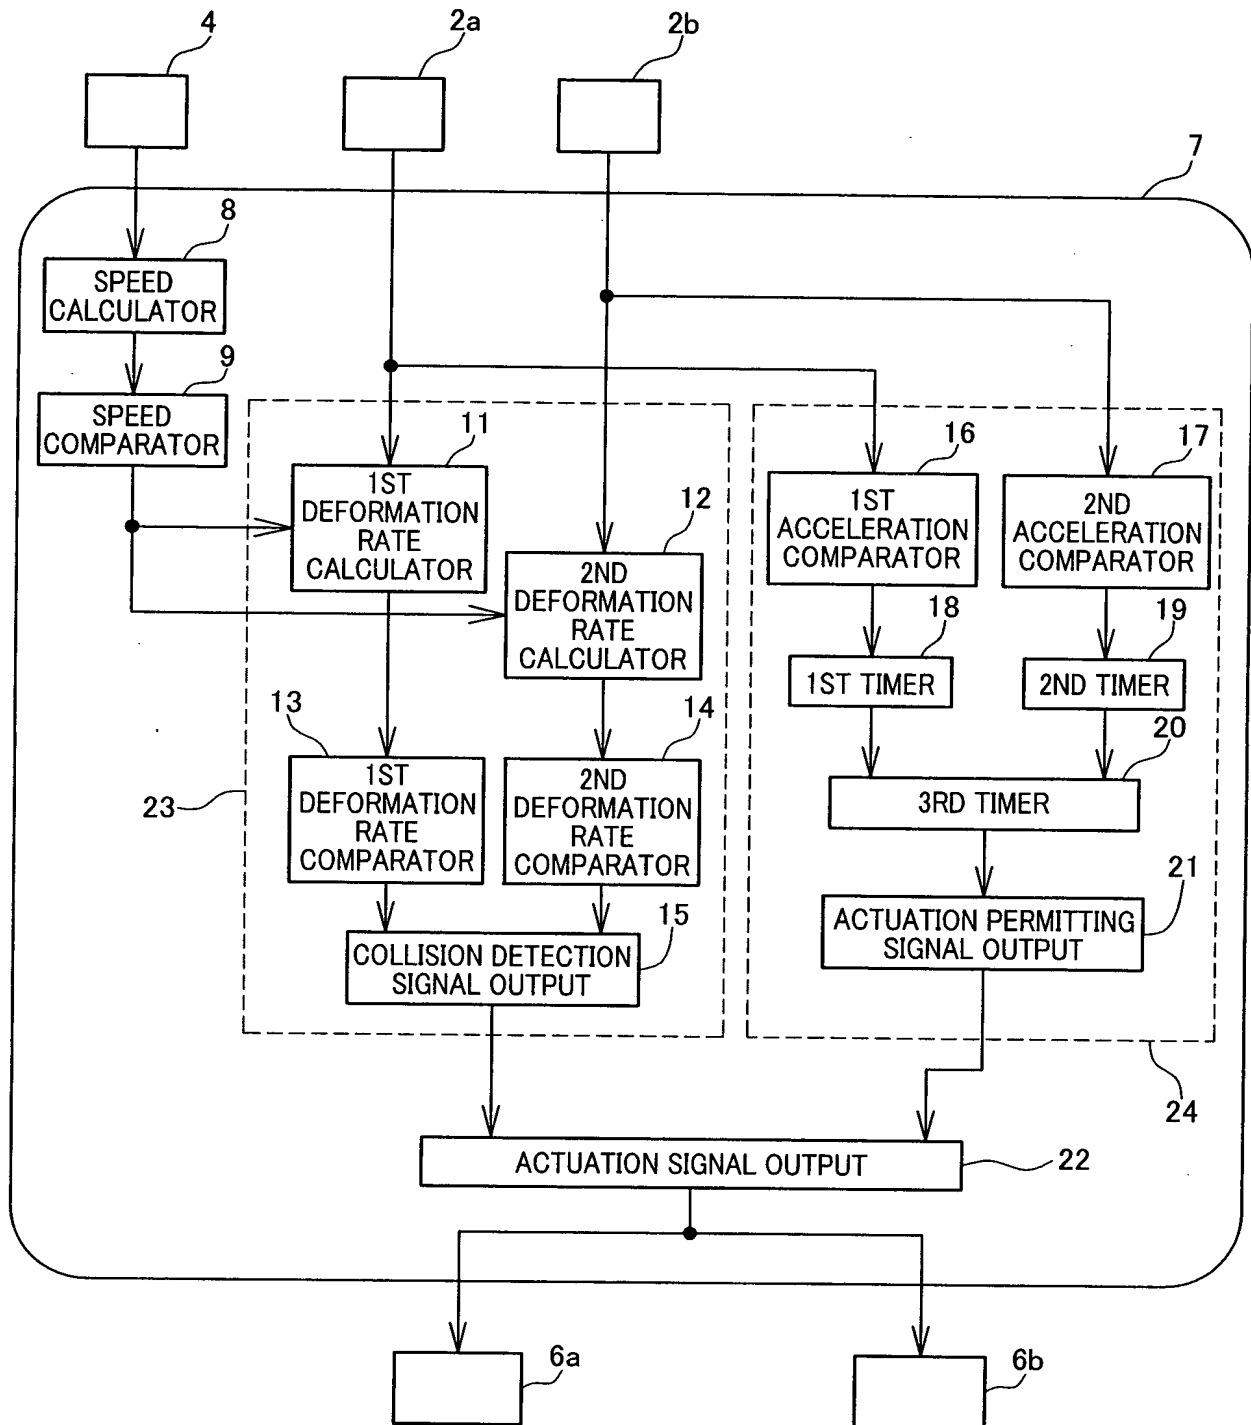 4
2a
2b
7
8
SPEED
CALCULATOR
9
SPEED
COMPARATOR
11
1ST
DEFORMATION
RATE
CALCULATOR
12
2ND
DEFORMATION
RATE
CALCULATOR
16
1ST
ACCELERATION
COMPARATOR
17
2ND
ACCELERATION
COMPARATOR
18
1ST TIMER
19
2ND TIMER
13
1ST
DEFORMATION
RATE
COMPARATOR
14
2ND
DEFORMATION
RATE
COMPARATOR
20
3RD TIMER
23
15
COLLISION DETECTION
SIGNAL OUTPUT
21
ACTUATION PERMITTING
SIGNAL OUTPUT
24
ACTUATION SIGNAL OUTPUT
22
6a
6b